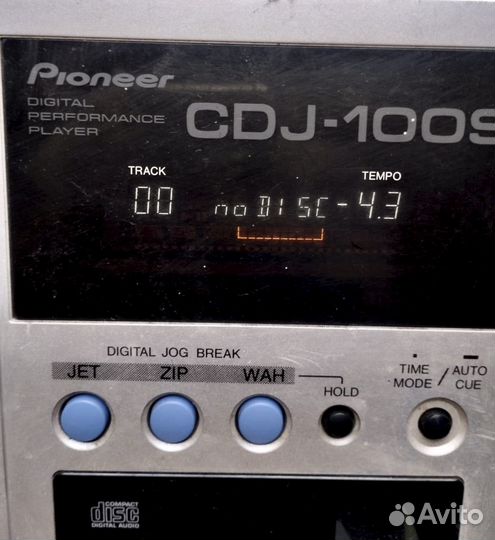 Pioneer
DIGITAL
PERFORMANCE
PLAYER
CDJ-100S
TRACK
TEMPO
00 no DISC -4.3
DIGITAL JOG BREAK
JET ZIP WAH
HOLD
TIME
MODE / AUTO
CUE
COMPACT
disc
DIGITAL AUDIO
Avito